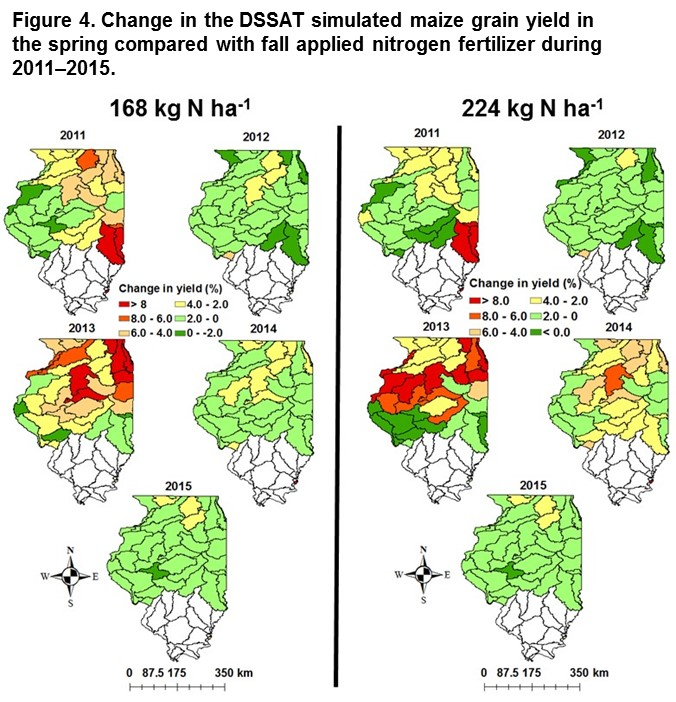 Figure 4. Change in the DSSAT simulated maize grain yield in
the spring compared with fall applied nitrogen fertilizer during
2011–2015.
168 kg N ha-1
224 kg N ha-1
2011
2012
2011
2012
Change in yield (%)
> 8
4.0 - 2.0
8.0 - 6.0
2.0 - 0
6.0 - 4.0
0 - -2.0
Change in yield (%)
> 8.0
4.0 - 2.0
8.0 - 6.0
2.0 - 0
6.0 - 4.0
< 0.0
2013
2014
2013
2014
2015
2015
N
W
E
S
N
W
E
S
0 87.5 175 350 km
0 87.5 175 350 km